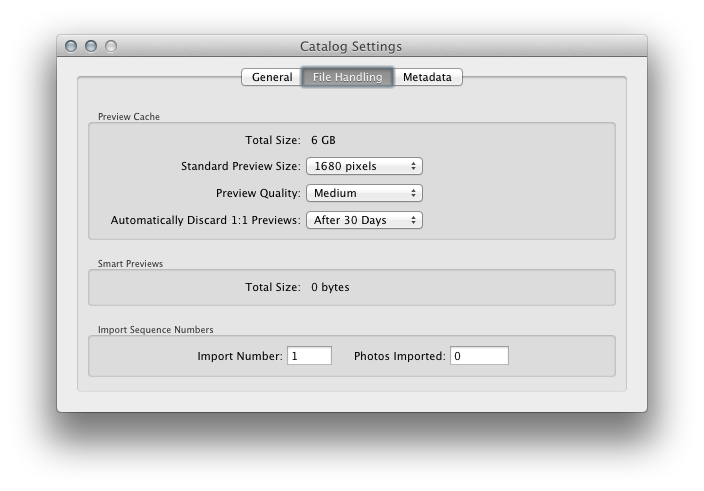 Catalog Settings
General File Handling Metadata
Preview Cache
Total Size: 6 GB
Standard Preview Size: 1680 pixels
Preview Quality: Medium
Automatically Discard 1:1 Previews: After 30 Days
Smart Previews
Total Size: 0 bytes
Import Sequence Numbers
Import Number: 1 Photos Imported: 0